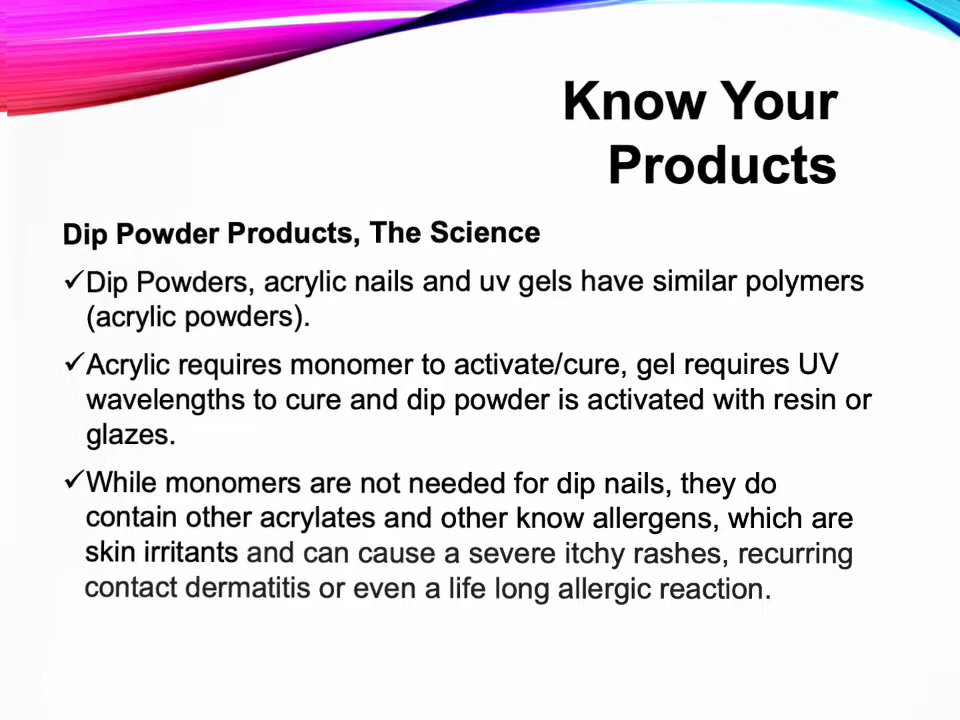 Know Your
Products
Dip Powder Products, The Science
✓Dip Powders, acrylic nails and uv gels have similar polymers
(acrylic powders).
✓Acrylic requires monomer to activate/cure, gel requires UV
wavelengths to cure and dip powder is activated with resin or
glazes.
✓While monomers are not needed for dip nails, they do
contain other acrylates and other know allergens, which are
skin irritants and can cause a severe itchy rashes, recurring
contact dermatitis or even a life long allergic reaction.